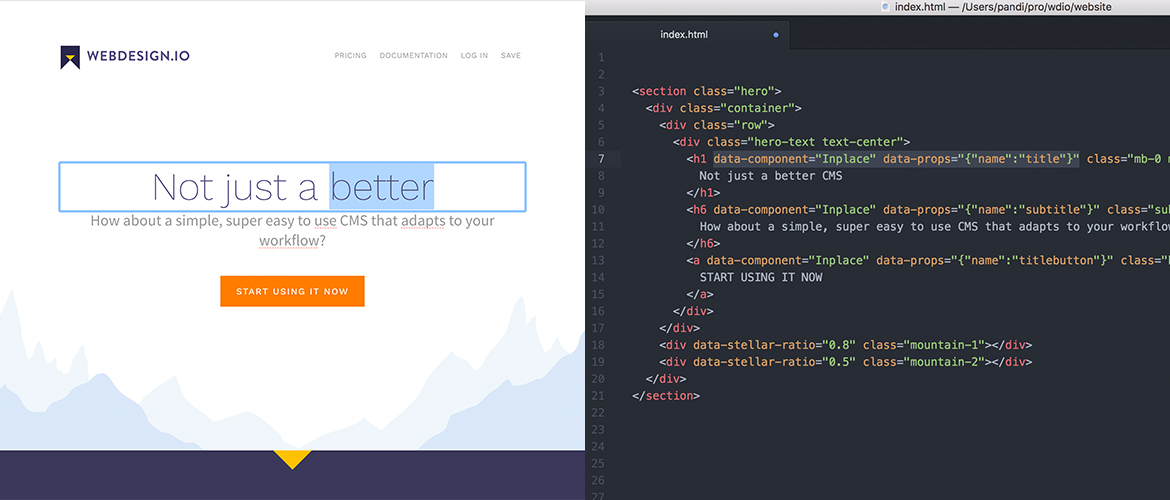 WEBDESIGN.IO
PRICING DOCUMENTATION LOG IN SAVE
Not just a better
How about a simple, super easy to use CMS that adapts to your
workflow?
START USING IT NOW
index.html — /Users/pandi/pro/wdio/website
index.html
1
2
3 <section class="hero">
4 <div class="container">
5 <div class="row">
6 <div class="hero-text text-center">
7 <h1 data-component="Inplace" data-props="{"name":"title"}" class="mb-0
8 Not just a better CMS
9 </h1>
10 <h6 data-component="Inplace" data-props="{"name":"subtitle"}" class="su
11 How about a simple, super easy to use CMS that adapts to your workflow
12 </h6>
13 <a data-component="Inplace" data-props="{"name":"titlebutton"}" class="
14 START USING IT NOW
15 </a>
16 </div>
17 </div>
18 <div data-stellar-ratio="0.8" class="mountain-1"></div>
19 <div data-stellar-ratio="0.5" class="mountain-2"></div>
20 </div>
21 </section>
22
23
24
25
26
27